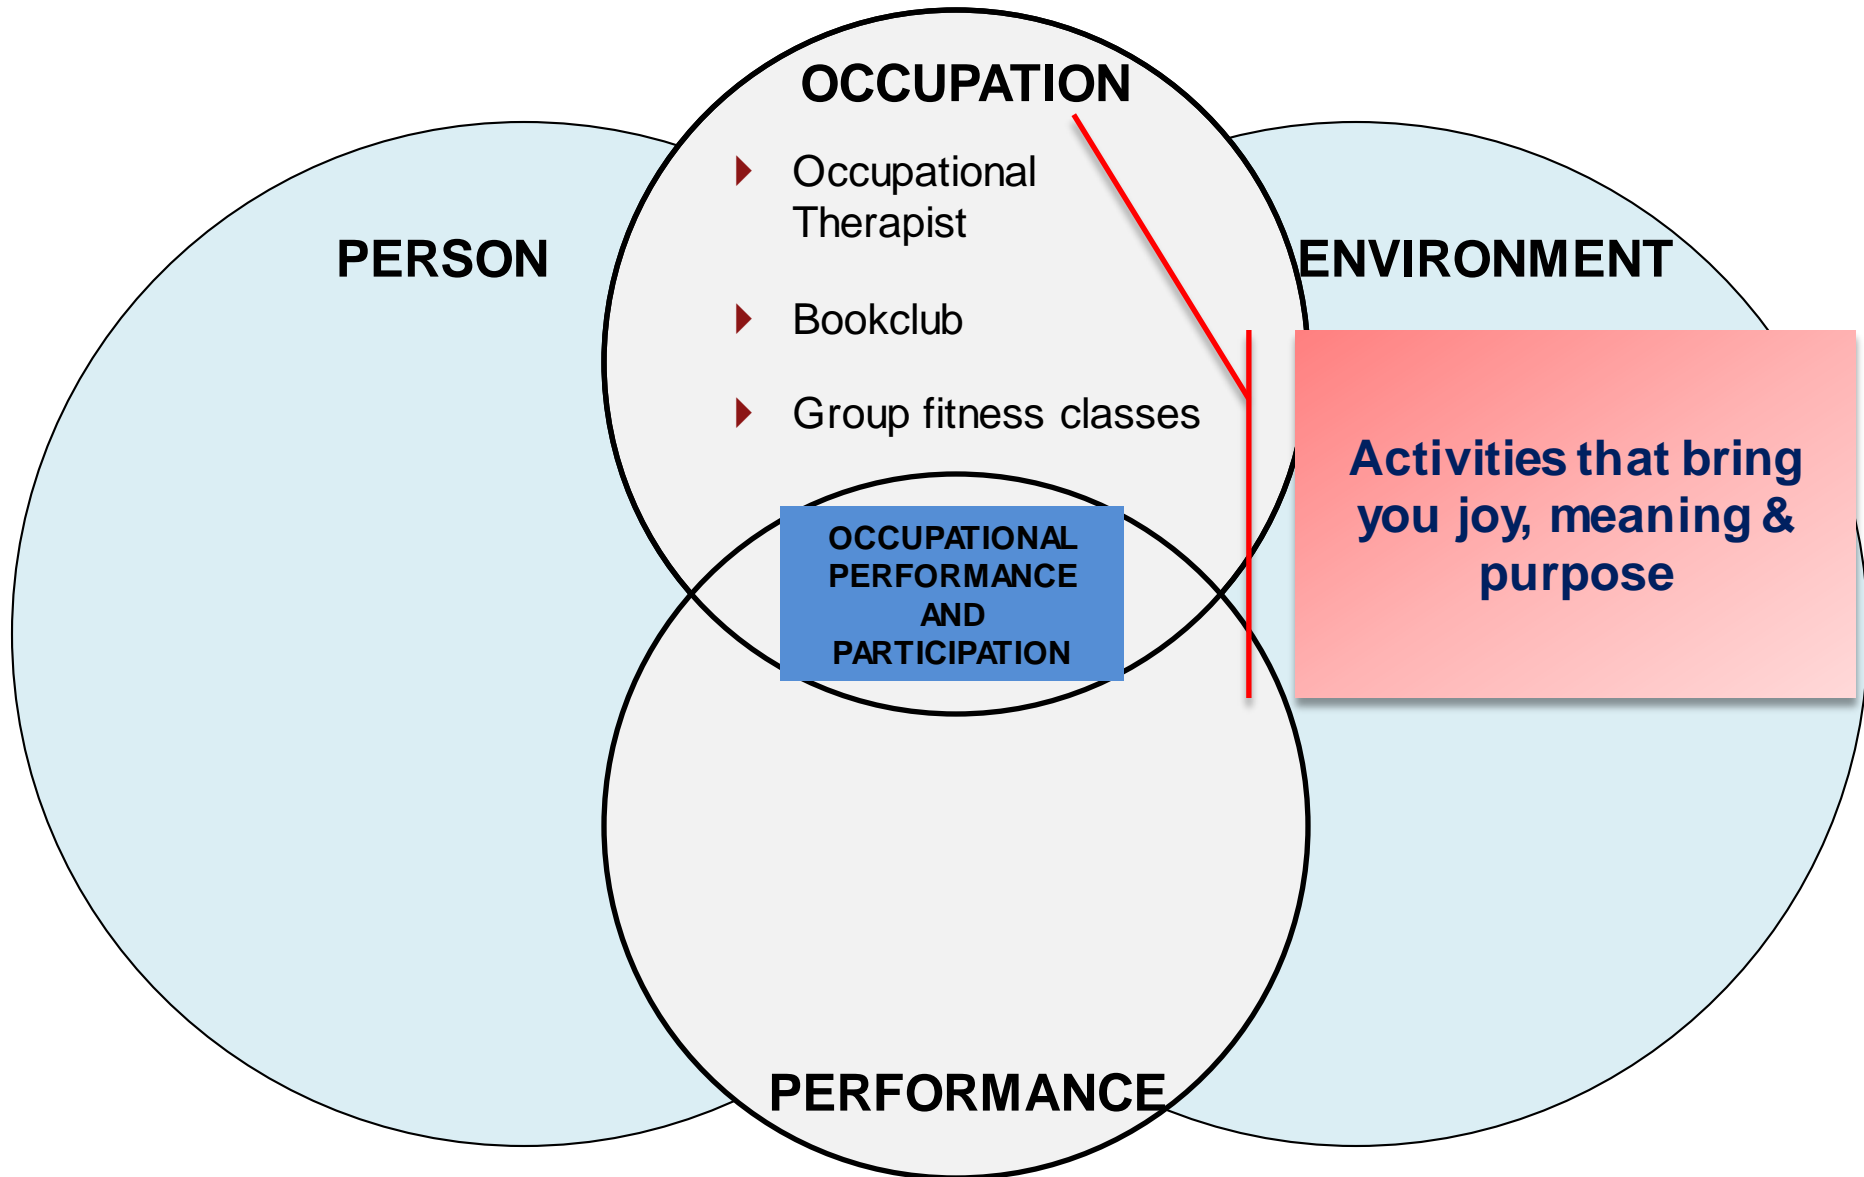 OCCUPATION
Occupational
Therapist
Bookclub
Group fitness classes
PERSON
ENVIRONMENT
Activities that bring
you joy, meaning &
purpose
OCCUPATIONAL
PERFORMANCE
AND
PARTICIPATION
PERFORMANCE